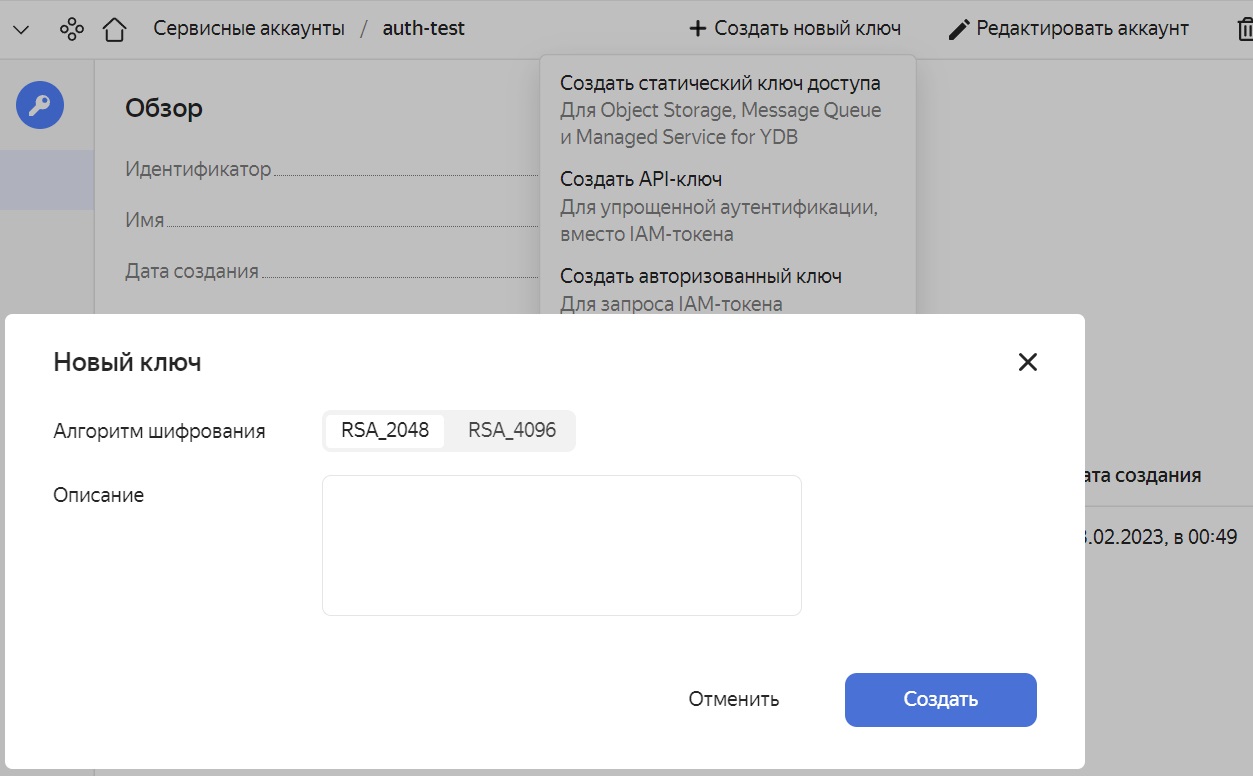 Сервисные аккаунты / auth-test
+ Создать новый ключ
Редактировать аккаунт
Обзор
Идентификатор
Имя
Дата создания
Создать статический ключ доступа
Для Object Storage, Message Queue
и Managed Service for YDB
Создать API-ключ
Для упрощенной аутентификации,
вместо IAM-токена
Создать авторизованный ключ
Для запроса IAM-токена
Новый ключ
Алгоритм шифрования
RSA_2048 RSA_4096
Описание
ата создания
.02.2023, в 00:49
Отменить
Создать